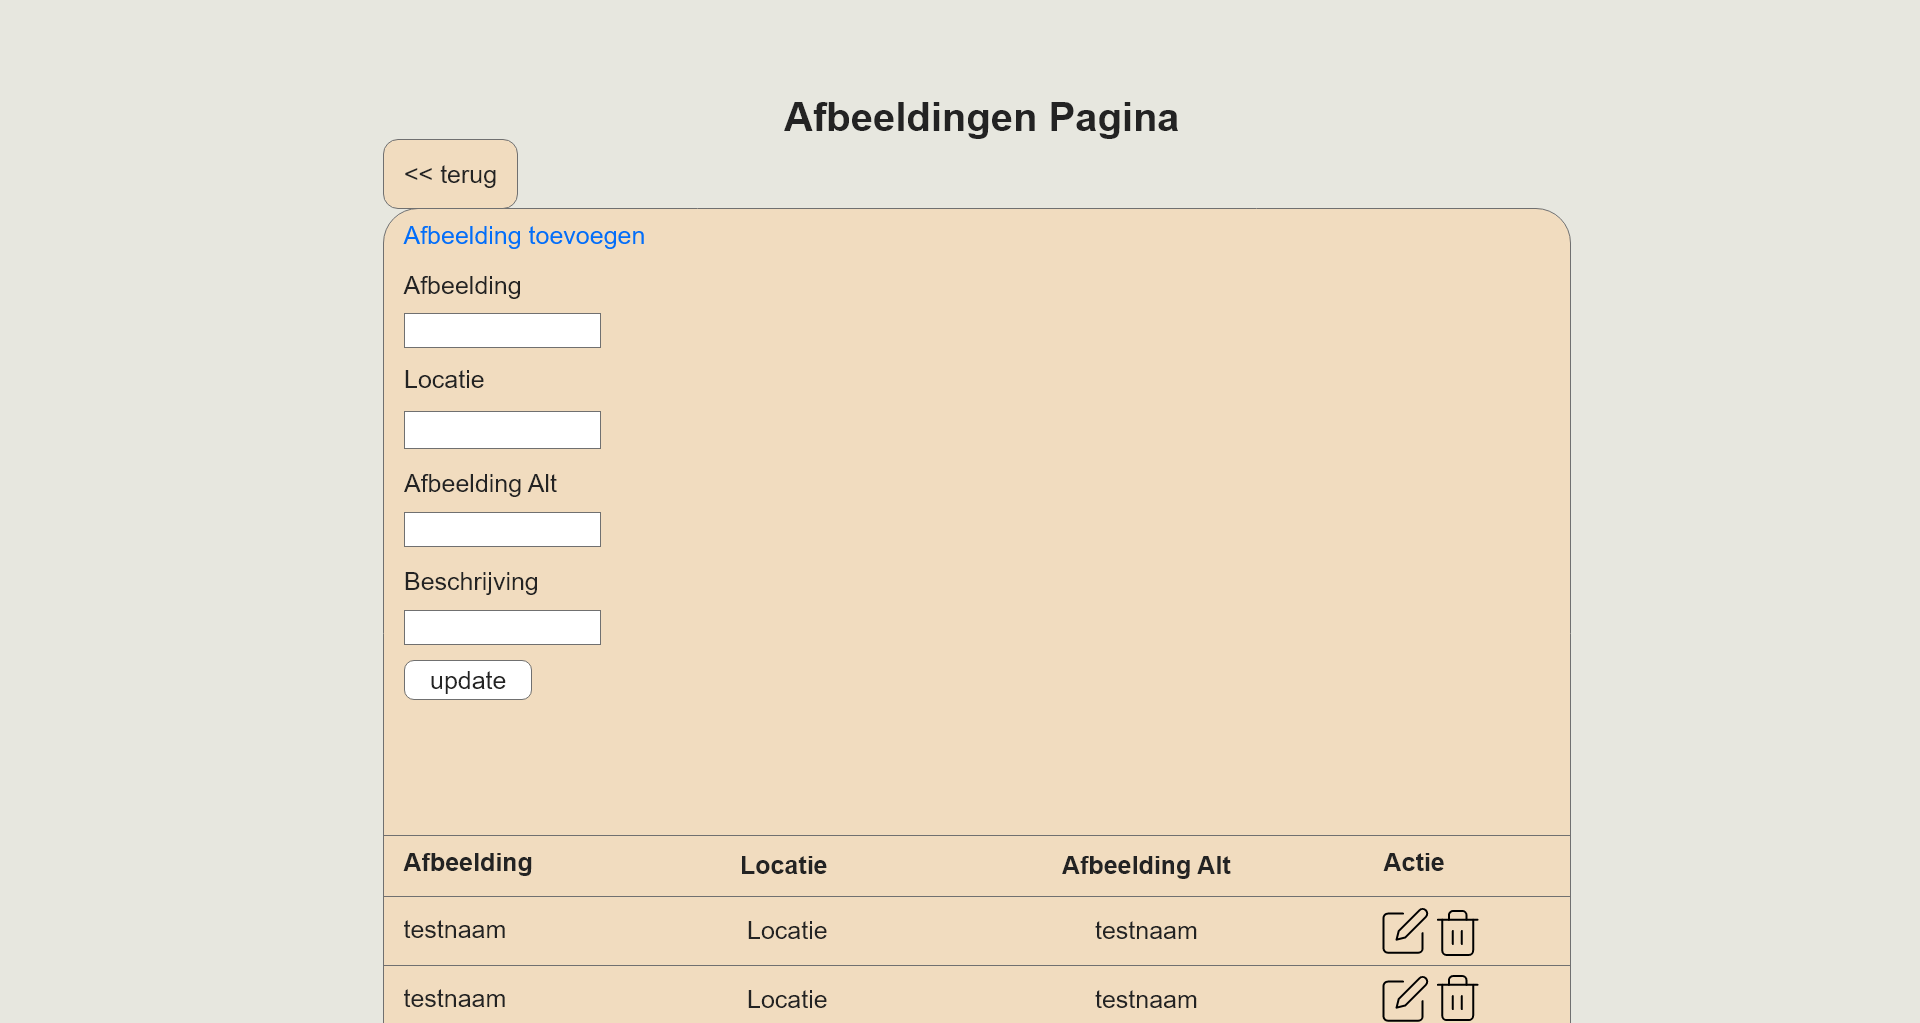 Afbeeldingen Pagina
<< terug
Afbeelding toevoegen
Afbeelding
Locatie
Afbeelding Alt
Beschrijving
update
Afbeelding Locatie Afbeelding Alt Actie
testnaam Locatie testnaam
testnaam Locatie testnaam